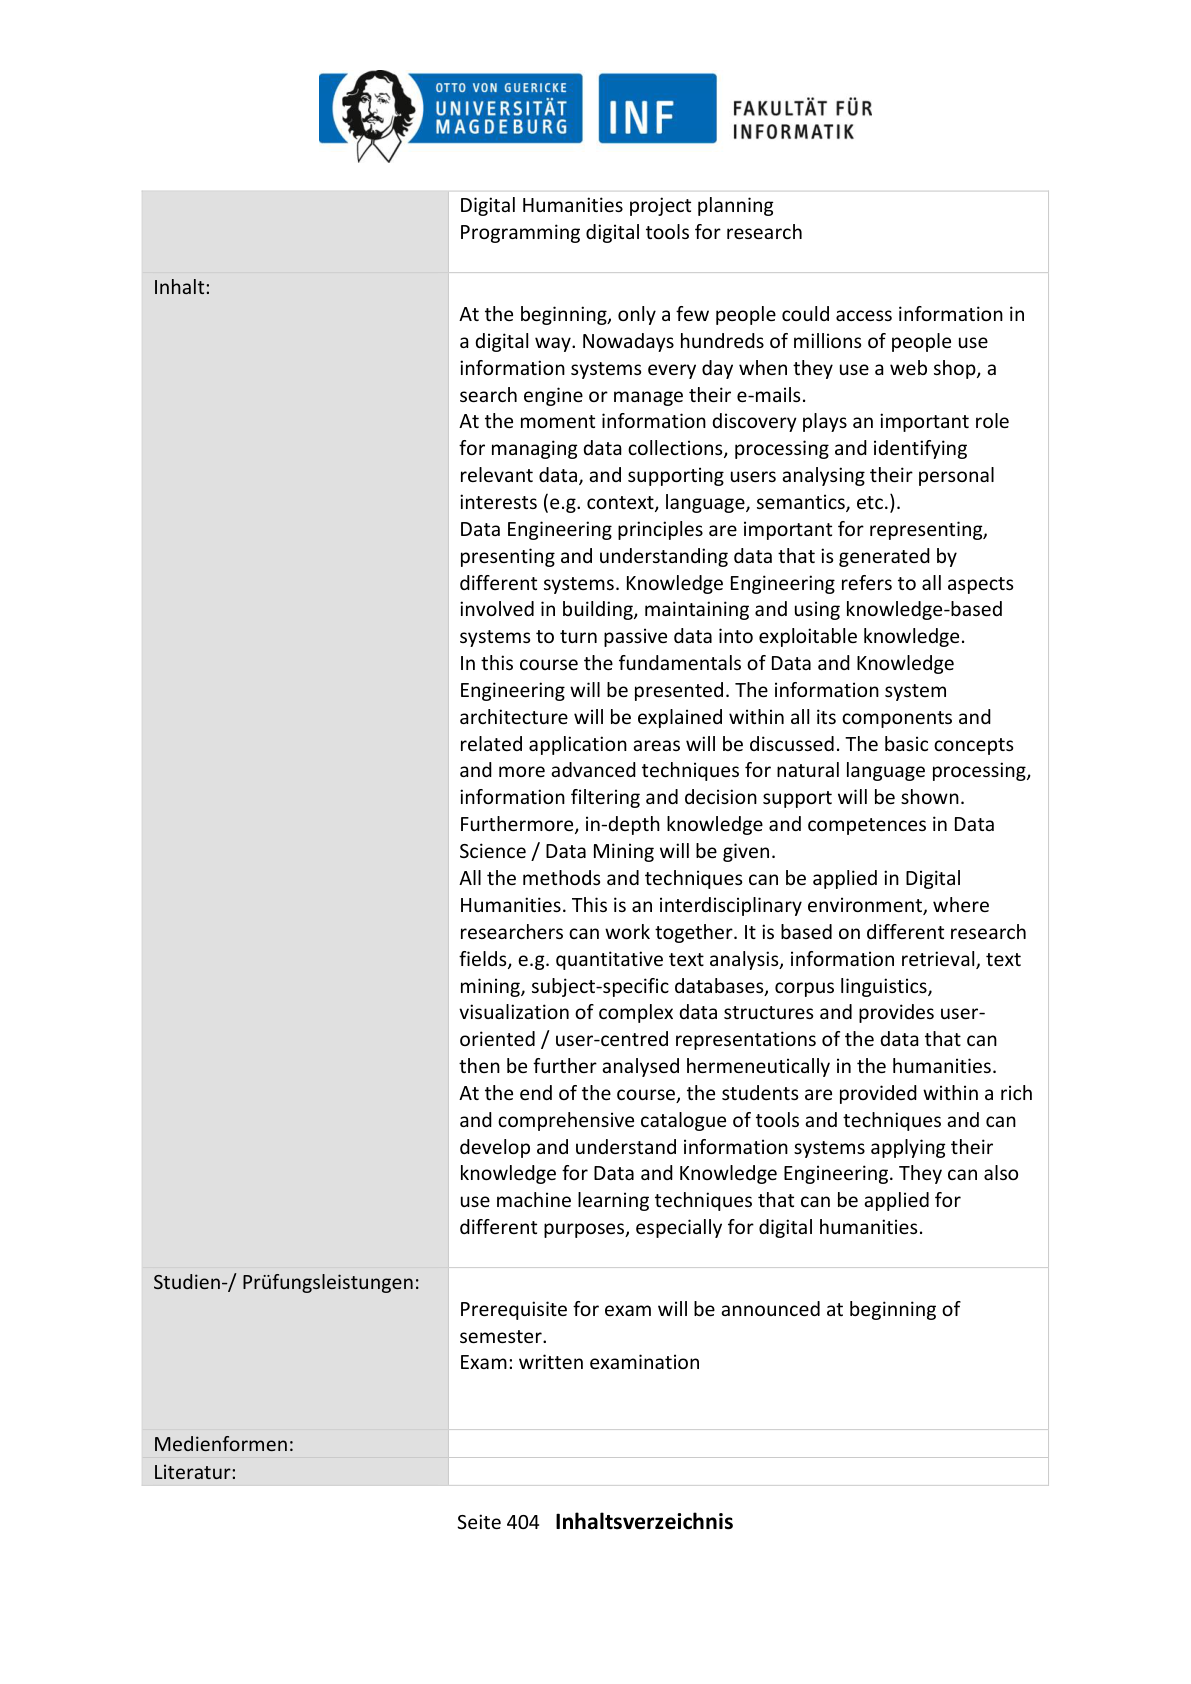 OTTO VON GUERICKE
UNIVERSITÄT
MAGDEBURG
INF
FAKULTÄT FÜR
INFORMATIK
Digital Humanities project planning
Programming digital tools for research
Inhalt:
At the beginning, only a few people could access information in
a digital way. Nowadays hundreds of millions of people use
information systems every day when they use a web shop, a
search engine or manage their e-mails.
At the moment information discovery plays an important role
for managing data collections, processing and identifying
relevant data, and supporting users analysing their personal
interests (e.g. context, language, semantics, etc.).
Data Engineering principles are important for representing,
presenting and understanding data that is generated by
different systems. Knowledge Engineering refers to all aspects
involved in building, maintaining and using knowledge-based
systems to turn passive data into exploitable knowledge.
In this course the fundamentals of Data and Knowledge
Engineering will be presented. The information system
architecture will be explained within all its components and
related application areas will be discussed. The basic concepts
and more advanced techniques for natural language processing,
information filtering and decision support will be shown.
Furthermore, in-depth knowledge and competences in Data
Science / Data Mining will be given.
All the methods and techniques can be applied in Digital
Humanities. This is an interdisciplinary environment, where
researchers can work together. It is based on different research
fields, e.g. quantitative text analysis, information retrieval, text
mining, subject-specific databases, corpus linguistics,
visualization of complex data structures and provides user-
oriented / user-centred representations of the data that can
then be further analysed hermeneutically in the humanities.
At the end of the course, the students are provided within a rich
and comprehensive catalogue of tools and techniques and can
develop and understand information systems applying their
knowledge for Data and Knowledge Engineering. They can also
use machine learning techniques that can be applied for
different purposes, especially for digital humanities.
Studien-/ Prüfungsleistungen:
Prerequisite for exam will be announced at beginning of
semester.
Exam: written examination
Medienformen:
Literatur:
Seite 404 Inhaltsverzeichnis